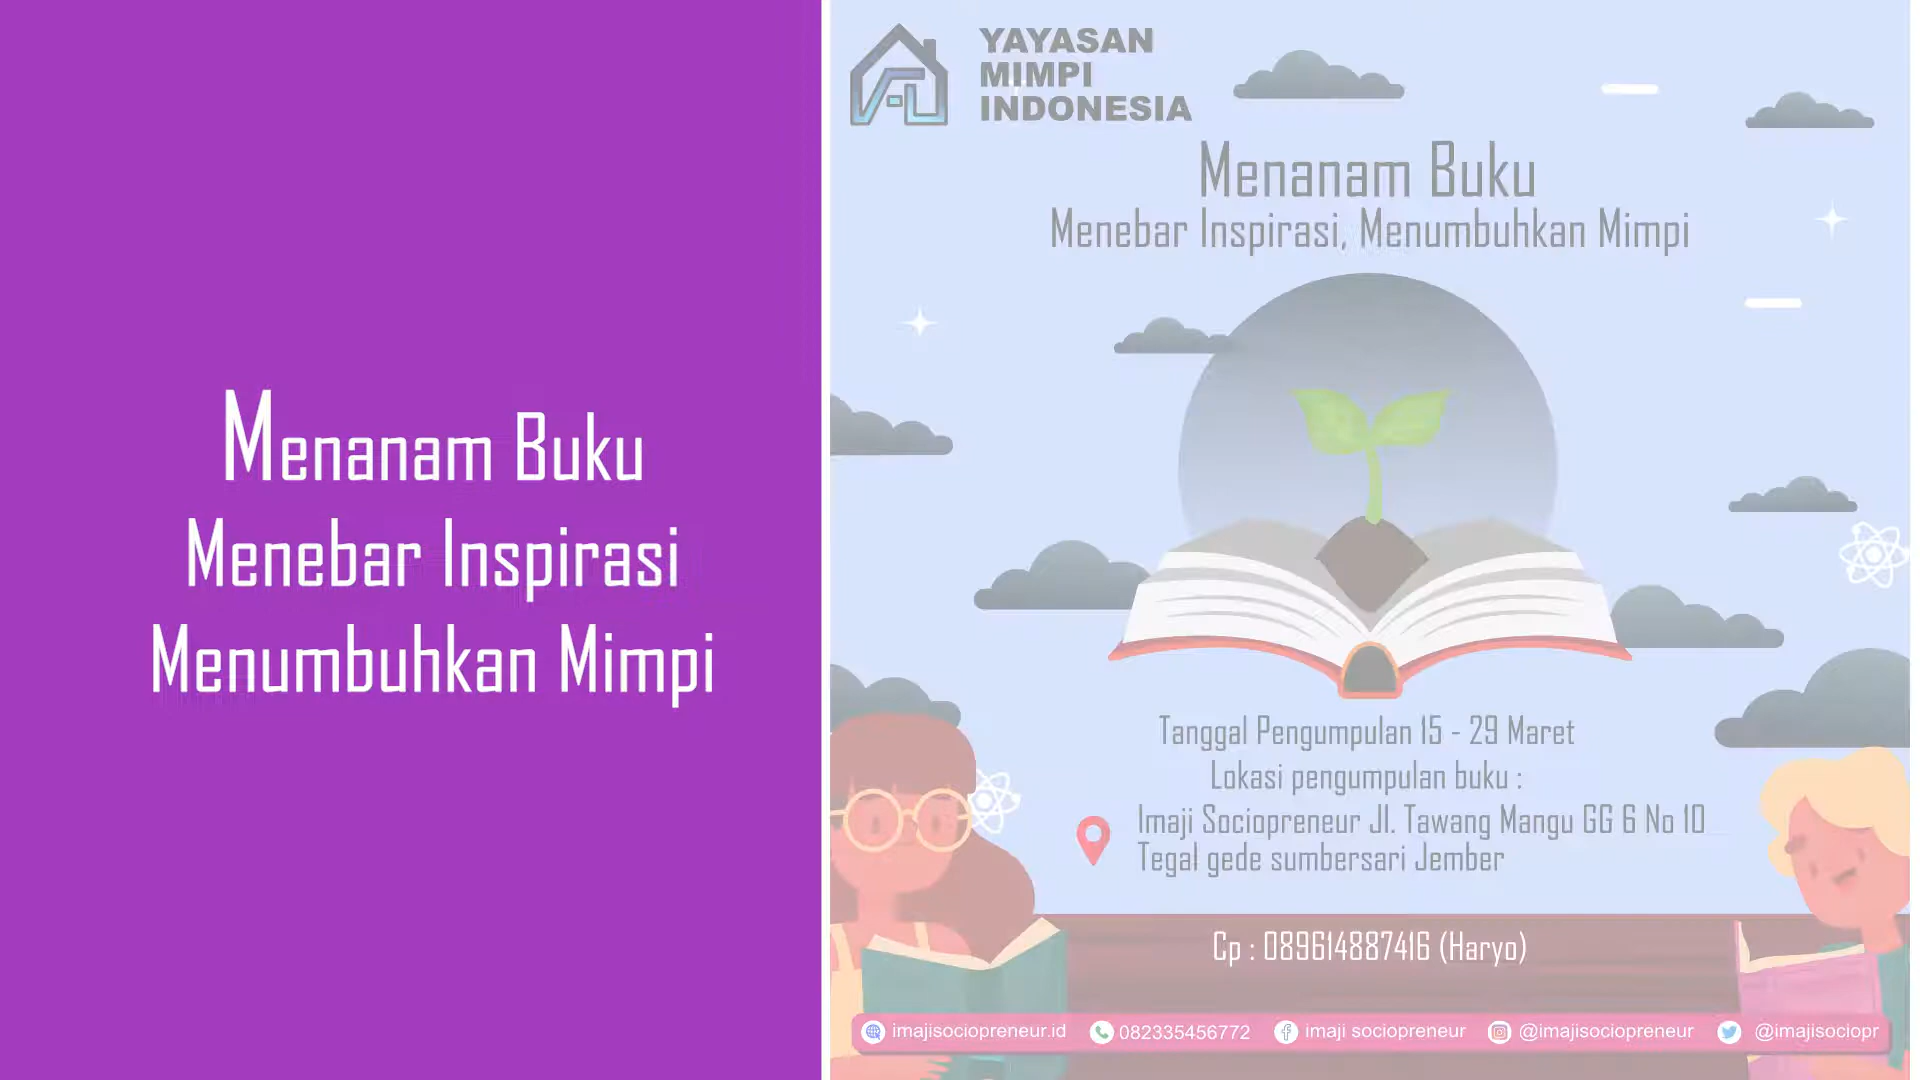 Menanam Buku
Menebar Inspirasi
Menumbuhkan Mimpi
YAYASAN
MIMPI
INDONESIA
Menanam Buku
Menebar Inspirasi, Menumbuhkan Mimpi
Tanggal Pengumpulan 15 - 29 Maret
Lokasi pengumpulan buku :
Imaji Sociopreneur Jl. Tawang Mangu GG 6 No 10
Tegal gede sumbersari Jember
Cp : 089614887416 (Haryo)
imajisociopreneur.id 082335456772 imaji sociopreneur @imajisociopreneur @imajisociopr